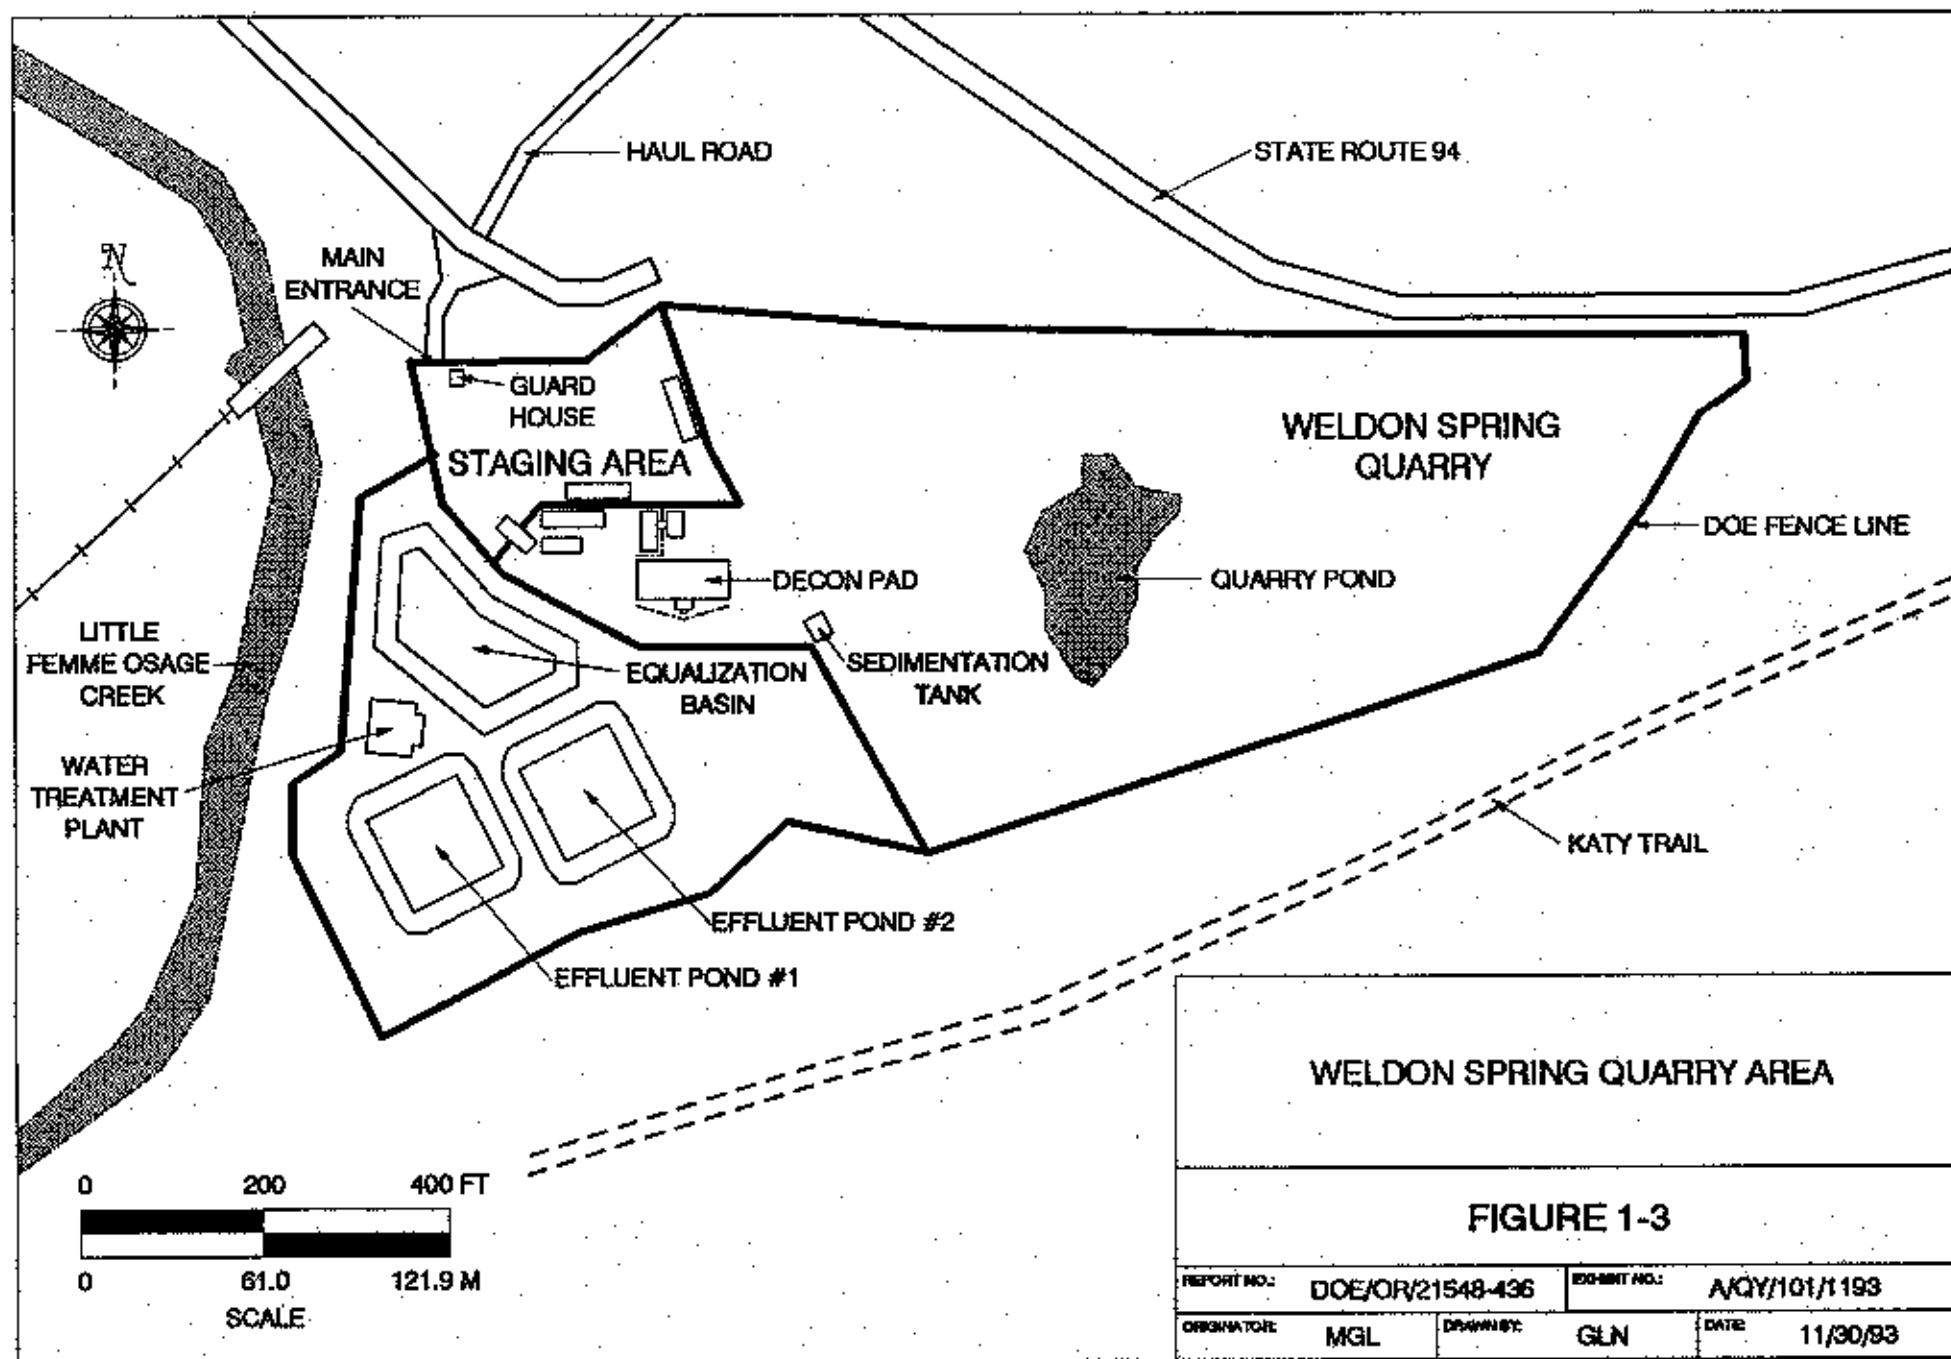 HAUL ROAD
STATE ROUTE 94
N
MAIN
ENTRANCE
GUARD
HOUSE
STAGING AREA
WELDON SPRING
QUARRY
DOE FENCE LINE
DECON PAD
QUARRY POND
LITTLE
FEMME OSAGE
CREEK
EQUALIZATION
BASIN
SEDIMENTATION
TANK
WATER
TREATMENT
PLANT
KATY TRAIL
EFFLUENT POND #2
EFFLUENT POND #1
WELDON SPRING QUARRY AREA
0 200 400 FT
0 61.0 121.9 M
SCALE
FIGURE 1-3
REPORT NO.: DOE/OR/21548-436 EXHIBIT NO.: A/QY/101/1193
ORIGINATOR: MGL DRAWN BY: GLN DATE: 11/30/93